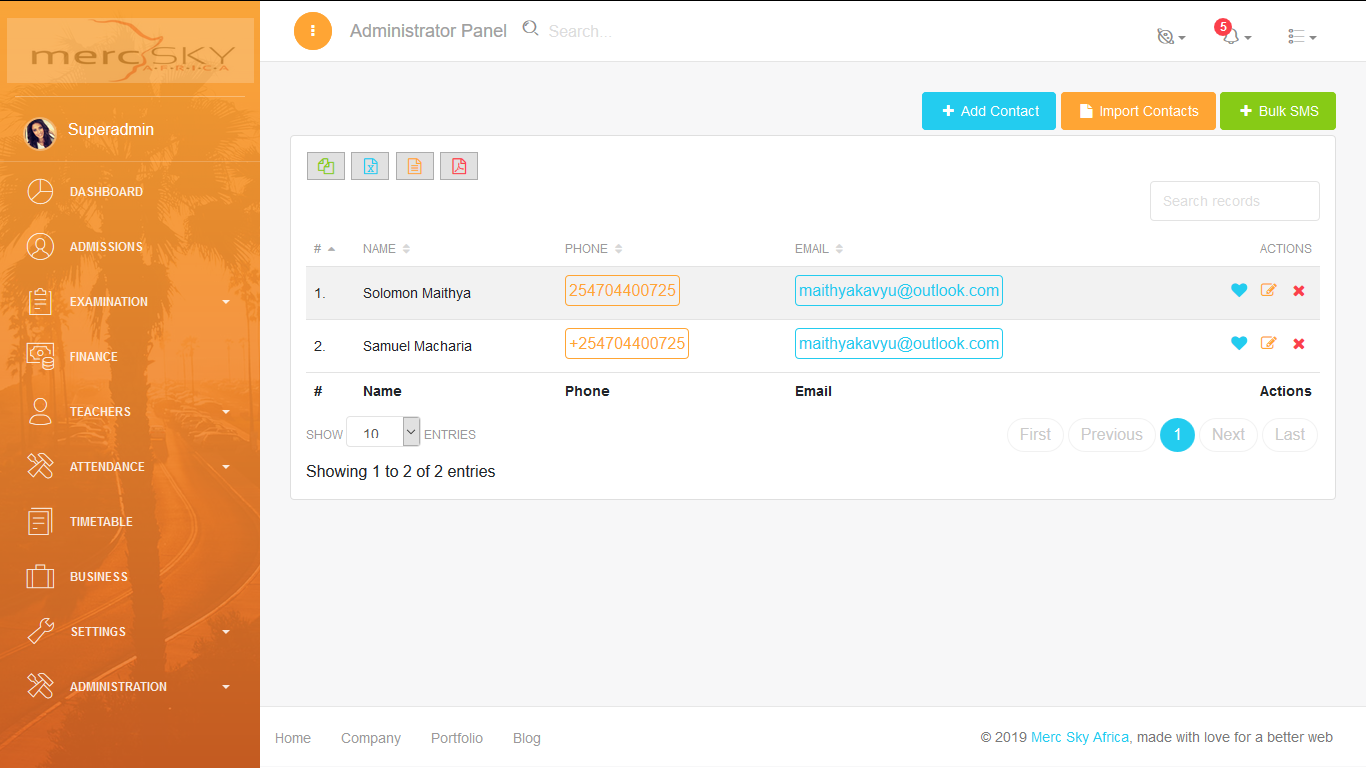 mercSKY
AFRICA
Superadmin
DASHBOARD
ADMISSIONS
EXAMINATION
FINANCE
TEACHERS
ATTENDANCE
TIMETABLE
BUSINESS
SETTINGS
ADMINISTRATION
Administrator Panel Search...
5
Add Contact Import Contacts Bulk SMS
Search records
# NAME PHONE EMAIL ACTIONS
1. Solomon Maithya 254704400725 maithyakavyu@outlook.com
2. Samuel Macharia +254704400725 maithyakavyu@outlook.com
# Name Phone Email Actions
SHOW 10 ENTRIES First Previous 1 Next Last
Showing 1 to 2 of 2 entries
Home Company Portfolio Blog © 2019 Merc Sky Africa, made with love for a better web